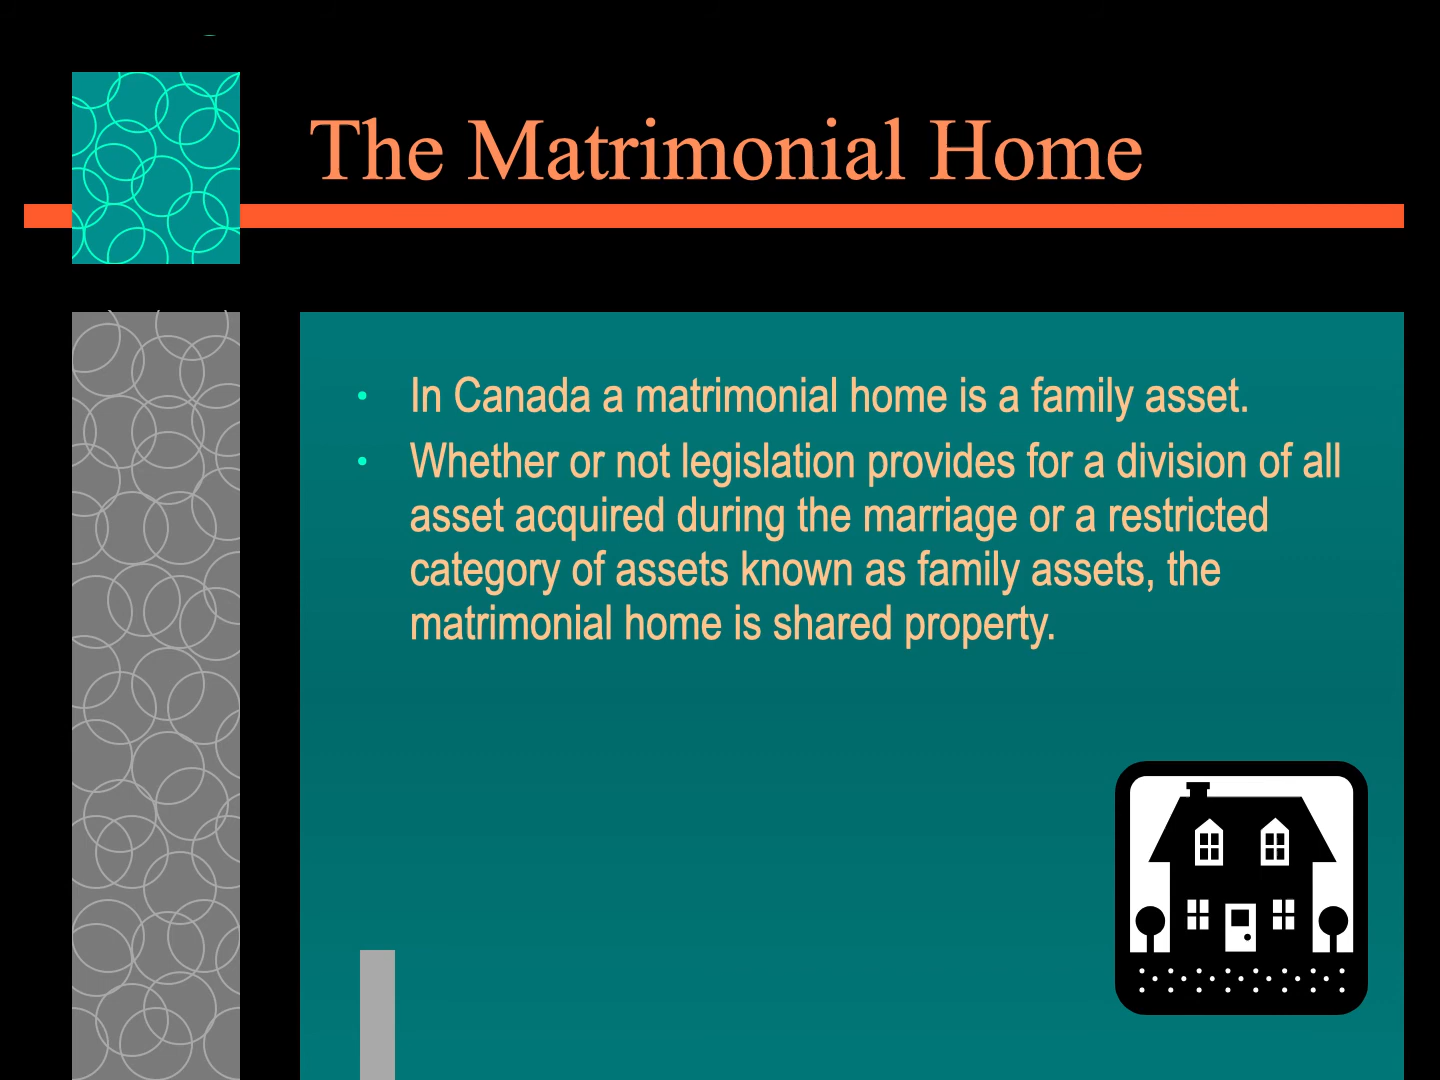 The Matrimonial Home
• In Canada a matrimonial home is a family asset.
• Whether or not legislation provides for a division of all
asset acquired during the marriage or a restricted
category of assets known as family assets, the
matrimonial home is shared property.